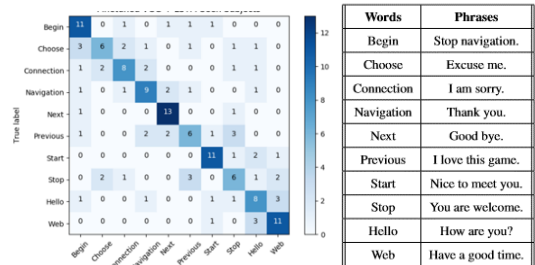 Begin 11 0 1 0 1 1 1 0 0 0
Choose 3 6 2 1 0 1 0 1 1 0
Connection 1 2 8 2 0 0 0 1 1 0
Navigation 1 0 1 9 2 1 0 0 1 0
Next 1 0 0 0 13 0 0 1 0 0
Previous 1 0 0 2 2 6 1 3 0 0
Start 0 0 0 0 0 0 11 1 2 1
Stop 0 2 1 0 0 3 0 6 1 2
Hello 1 0 0 1 0 0 1 1 8 3
Web 0 0 0 0 0 0 1 0 3 11
True label
Begin Choose Next Previous Start Stop Hello Web
12
10
8
6
4
2
0
Words Phrases
Begin Stop navigation.
Choose Excuse me.
Connection I am sorry.
Navigation Thank you.
Next Good bye.
Previous I love this game.
Start Nice to meet you.
Stop You are welcome.
Hello How are you?
Web Have a good time.